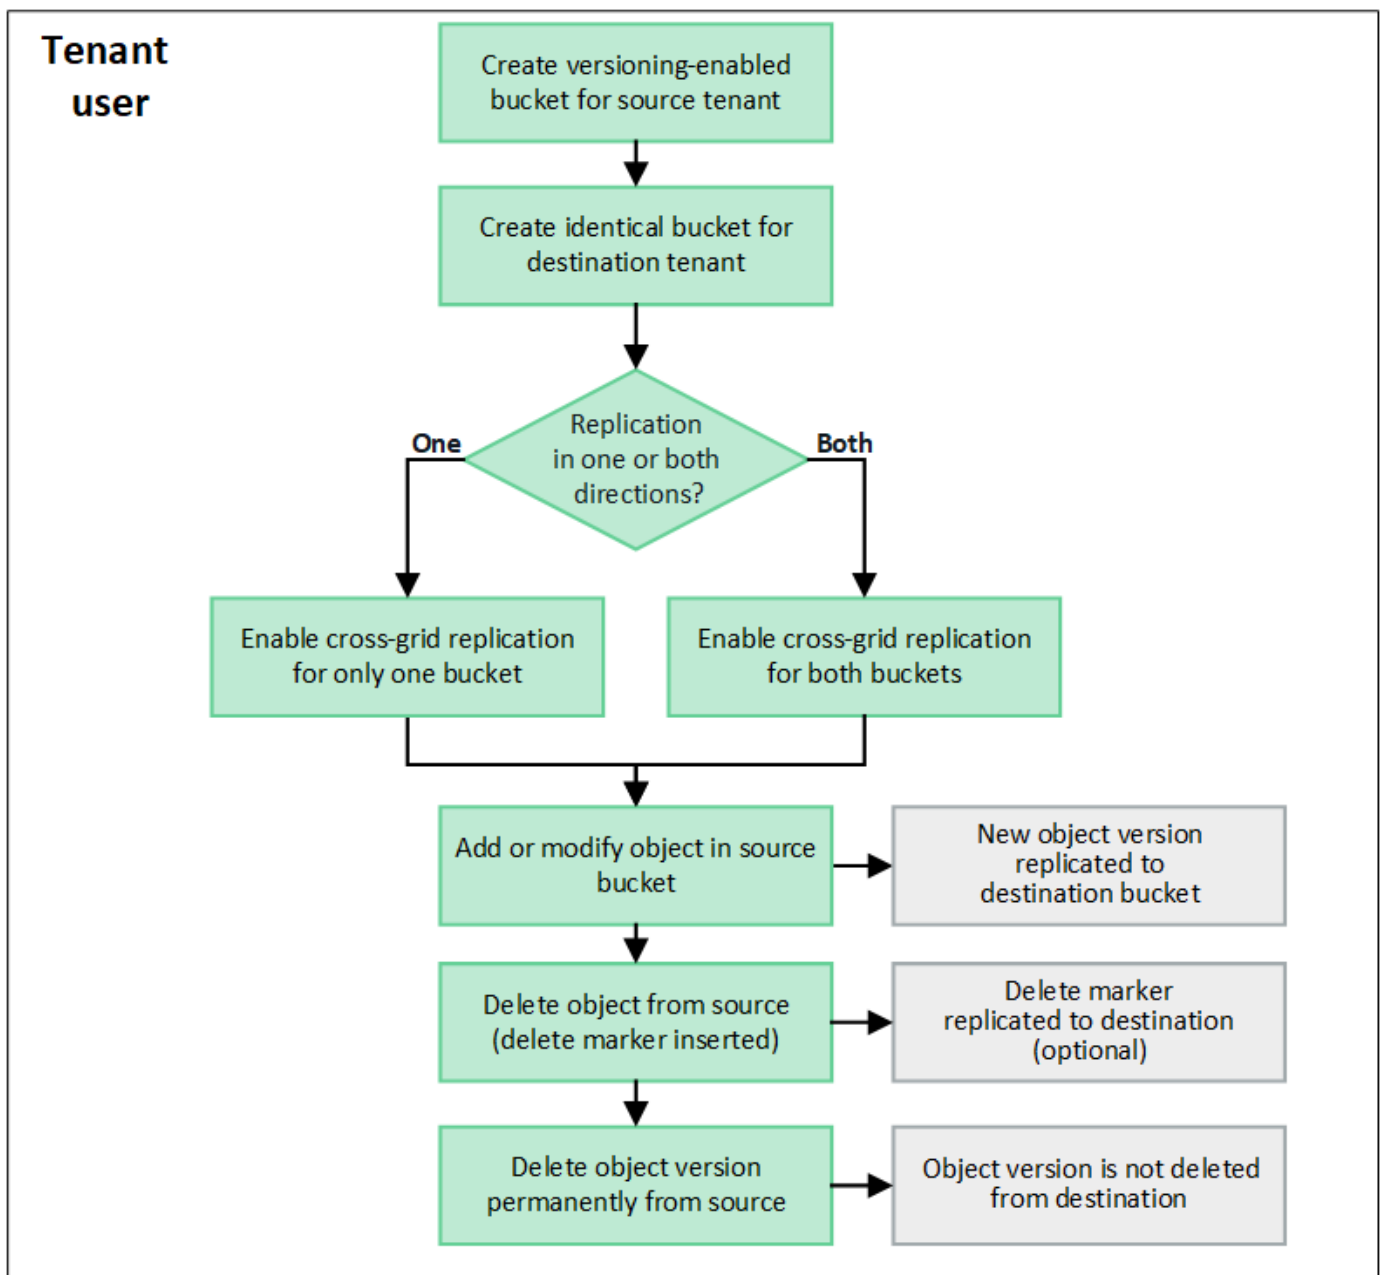 Tenant
user
Create versioning-enabled
bucket for source tenant
Create identical bucket for
destination tenant
Replication
in one or both
directions?
One
Both
Enable cross-grid replication
for only one bucket
Enable cross-grid replication
for both buckets
Add or modify object in source
bucket
New object version
replicated to
destination bucket
Delete object from source
(delete marker inserted)
Delete marker
replicated to destination
(optional)
Delete object version
permanently from source
Object version is not deleted
from destination